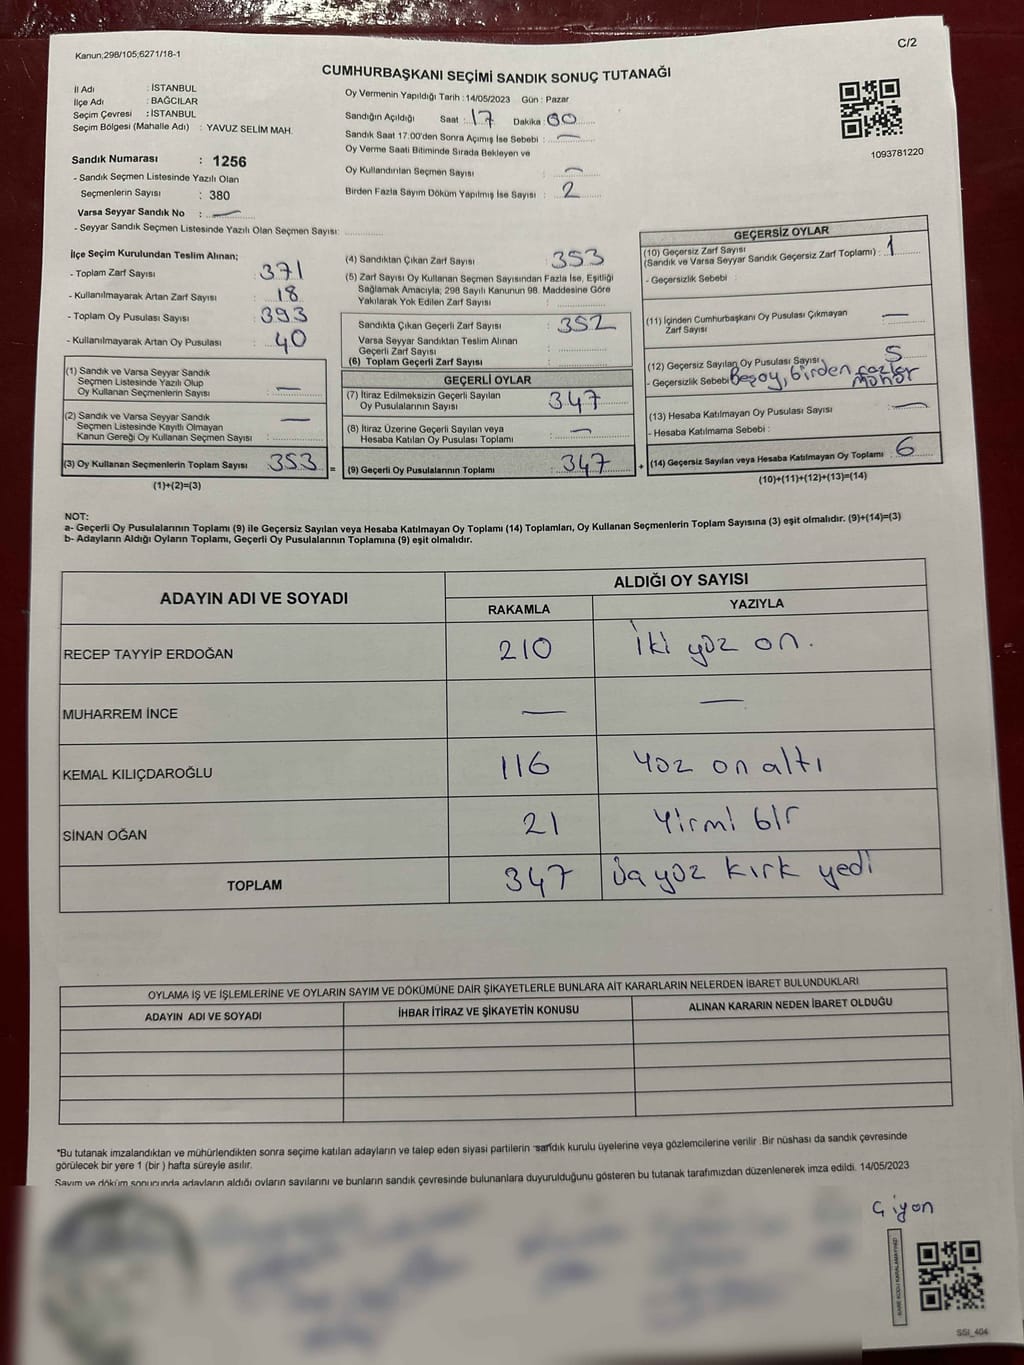 Kanun;298/105;6271/18-1
C/2
CUMHURBAŞKANI SEÇİMİ SANDIK SONUÇ TUTANAĞI
İl Adı : İSTANBUL
İlçe Adı : BAĞCILAR
Seçim Çevresi : İSTANBUL
Seçim Bölgesi (Mahalle Adı) : YAVUZ SELİM MAH.
Sandık Numarası : 1256
- Sandık Seçmen Listesinde Yazılı Olan
Seçmenlerin Sayısı : 380
Varsa Seyyar Sandık No : —
- Seyyar Sandık Seçmen Listesinde Yazılı Olan Seçmen Sayısı:
Oy Vermenin Yapıldığı Tarih : 14/05/2023 Gün : Pazar
Sandığın Açıldığı Saat : 17 Dakika : 00
Sandık Saat 17:00'den Sonra Açımış İse Sebebi : —
Oy Verme Saati Bitiminde Sırada Bekleyen ve
Oy Kullandırılan Seçmen Sayısı : —
Birden Fazla Sayım Döküm Yapılmış İse Sayısı : 2
1093781220
İlçe Seçim Kurulundan Teslim Alınan;
- Toplam Zarf Sayısı : 371
- Kullanılmayarak Artan Zarf Sayısı : 18
- Toplam Oy Pusulası Sayısı : 393
- Kullanılmayarak Artan Oy Pusulası : 40
(1) Sandık ve Varsa Seyyar Sandık
Seçmen Listesinde Yazılı Olup
Oy Kullanan Seçmenlerin Sayısı : —
(2) Sandık ve Varsa Seyyar Sandık
Seçmen Listesinde Kayıtlı Olmayan
Kanun Gereği Oy Kullanan Seçmen Sayısı : —
(3) Oy Kullanan Seçmenlerin Toplam Sayısı : 353 =
(1)+(2)=(3)
(4) Sandıktan Çıkan Zarf Sayısı : 353
(5) Zarf Sayısı Oy Kullanan Seçmen Sayısından Fazla İse, Eşitliği
Sağlamak Amacıyla, 298 Sayılı Kanunun 98. Maddesine Göre
Yakılarak Yok Edilen Zarf Sayısı :
Sandıkta Çıkan Geçerli Zarf Sayısı : 352
Varsa Seyyar Sandıktan Teslim Alınan
Geçerli Zarf Sayısı :
(6) Toplam Geçerli Zarf Sayısı :
GEÇERLİ OYLAR
(7) İtiraz Edilmeksizin Geçerli Sayılan
Oy Pusulalarının Sayısı : 347
(8) İtiraz Üzerine Geçerli Sayılan veya
Hesaba Katılan Oy Pusulası Toplamı : —
(9) Geçerli Oy Pusulalarının Toplamı : 347 +
GEÇERSİZ OYLAR
(10) Geçersiz Zarf Sayısı
(Sandık ve Varsa Seyyar Sandık Geçersiz Zarf Toplamı) : 1
- Geçersizlik Sebebi :
(11) İçinden Cumhurbaşkanı Oy Pusulası Çıkmayan
Zarf Sayısı : —
(12) Geçersiz Sayılan Oy Pusulası Sayısı : 5
- Geçersizlik Sebebi : birden fazla
mühür
(13) Hesaba Katılmayan Oy Pusulası Sayısı : —
- Hesaba Katılmama Sebebi :
(14) Geçersiz Sayılan veya Hesaba Katılmayan Oy Toplamı : 6
(10)+(11)+(12)+(13)=(14)
NOT:
a- Geçerli Oy Pusulalarının Toplamı (9) ile Geçersiz Sayılan veya Hesaba Katılmayan Oy Toplamı (14) Toplamları, Oy Kullanan Seçmenlerin Toplam Sayısına (3) eşit olmalıdır. (9)+(14)=(3)
b- Adayların Aldığı Oyların Toplamı, Geçerli Oy Pusulalarının Toplamına (9) eşit olmalıdır.
ADAYIN ADI VE SOYADI ALDIĞI OY SAYISI
RAKAMLA YAZIYLA
RECEP TAYYİP ERDOĞAN 210 İki yüz on.
MUHARREM İNCE — —
KEMAL KILIÇDAROĞLU 116 Yüz on altı
SİNAN OĞAN 21 Yirmi bir
TOPLAM 347 üçyüz kırk yedi
OYLAMA İŞ VE İŞLEMLERİNE VE OYLARIN SAYIM VE DÖKÜMÜNE DAİR ŞİKAYETLERLE BUNLARA AİT KARARLARIN NELERDEN İBARET BULUNDUKLARI
ADAYIN ADI VE SOYADI İHBAR İTİRAZ VE ŞİKAYETİN KONUSU ALINAN KARARIN NEDEN İBARET OLDUĞU
*Bu tutanak imzalandıktan ve mühürlendikten sonra seçime katılan adayların ve talep eden siyasi partilerin sandık kurulu üyelerine veya gözlemcilerine verilir .Bir nüshası da sandık çevresinde
görülecek bir yere 1 (bir ) hafta süreyle asılır.
Sayım ve döküm sonucunda adayların aldığı oyların sayılarını ve bunların sandık çevresinde bulunanlara duyurulduğunu gösteren bu tutanak tarafımızdan düzenlenerek imza edildi. 14/05/2023
SSI_404